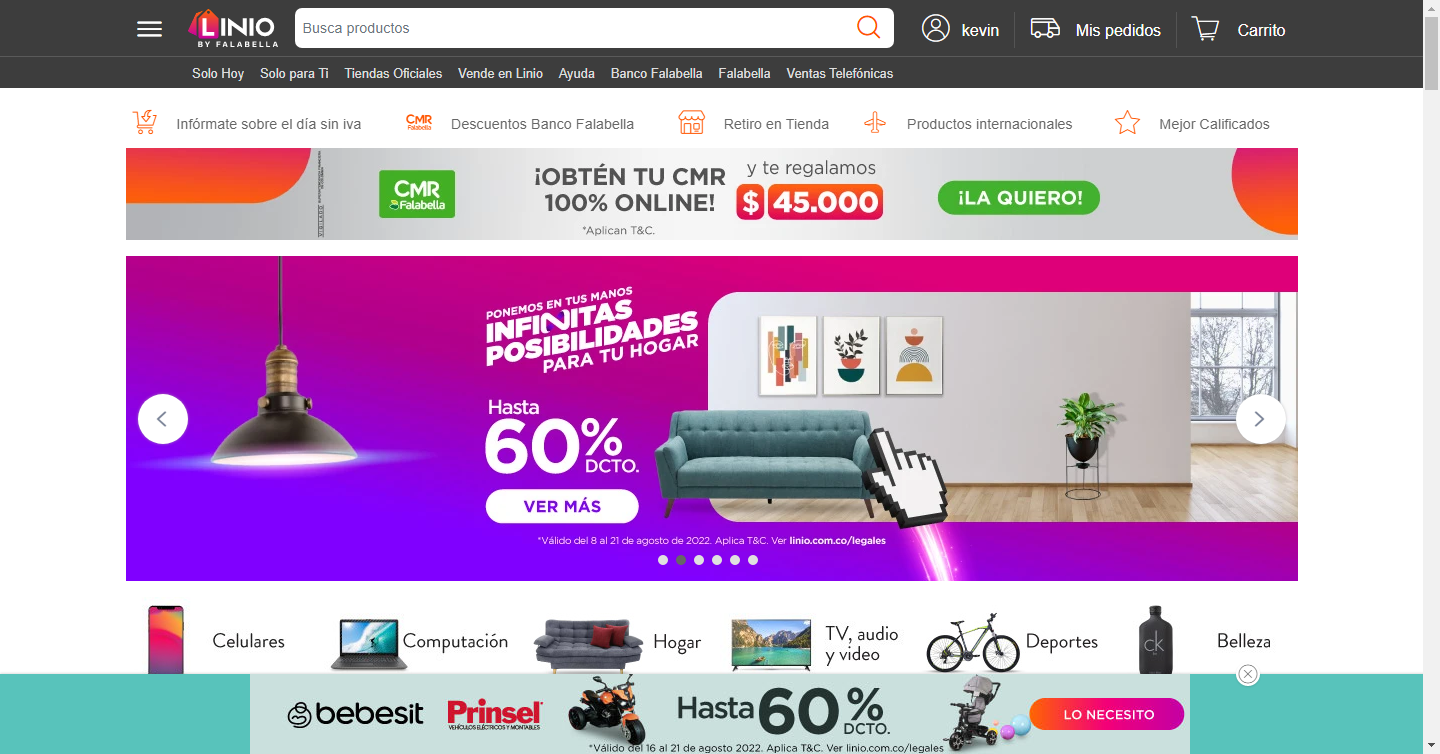 LINIO
BY FALABELLA
Busca productos
kevin
Mis pedidos
Carrito
Solo Hoy
Solo para Ti
Tiendas Oficiales
Vende en Linio
Ayuda
Banco Falabella
Falabella
Ventas Telefónicas
Infórmate sobre el día sin iva
CMR
Falabella
Descuentos Banco Falabella
Retiro en Tienda
Productos internacionales
Mejor Calificados
CMR
Falabella
¡OBTÉN TU CMR
100% ONLINE!
*Aplican T&C.
y te regalamos
$ 45.000
¡LA QUIERO!
PONEMOS EN TUS MANOS
INFINITAS
POSIBILIDADES
PARA TU HOGAR
Hasta
60%
DCTO.
VER MÁS
*Válido del 8 al 21 de agosto de 2022. Aplica T&C. Ver linio.com.co/legales
Celulares
Computación
Hogar
TV, audio
y video
Deportes
ck
Belleza
bebesit
Prinsel
VEHÍCULOS ELÉCTRICOS Y MONTABLES
Hasta 60%
DCTO.
*Válido del 16 al 21 de agosto 2022. Aplica T&C. Ver linio.com.co/legales
LO NECESITO